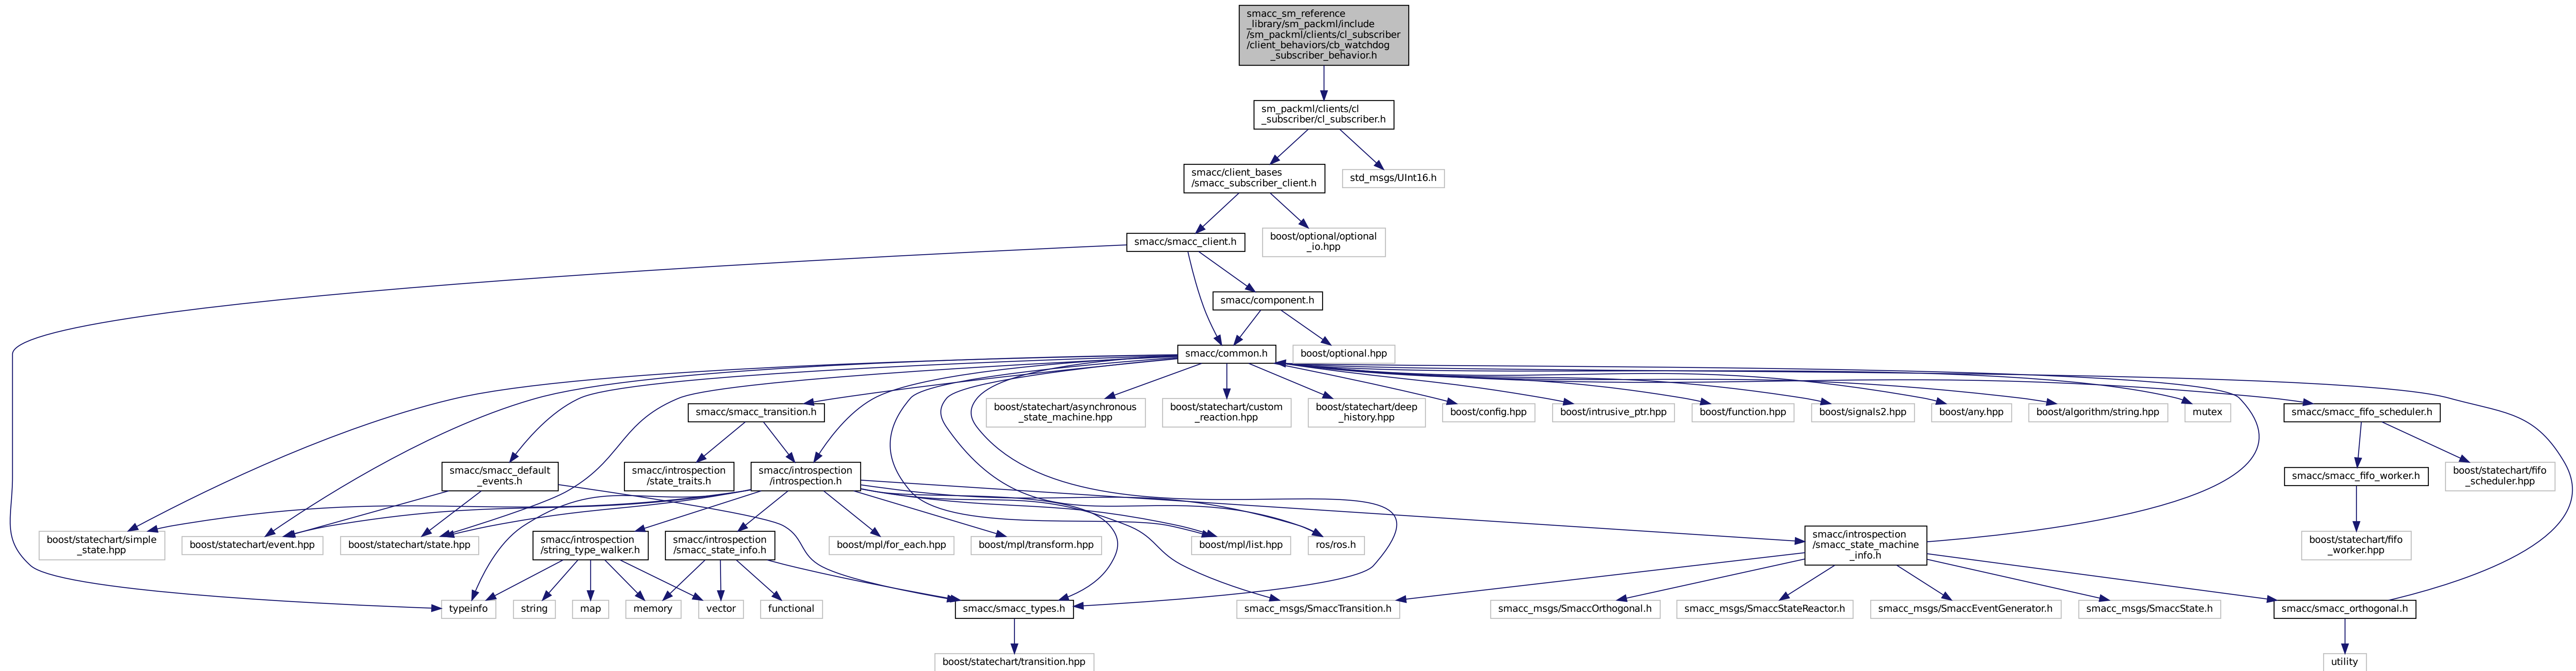 smacc_sm_reference
_library/sm_packml/include
/sm_packml/clients/cl_subscriber
/client_behaviors/cb_watchdog
_subscriber_behavior.h
sm_packml/clients/cl
_subscriber/cl_subscriber.h
smacc/client_bases
/smacc_subscriber_client.h
std_msgs/UInt16.h
smacc/smacc_client.h
boost/optional/optional
_io.hpp
smacc/component.h
smacc/common.h
boost/optional.hpp
smacc/smacc_transition.h
boost/statechart/asynchronous
_state_machine.hpp
boost/statechart/custom
_reaction.hpp
boost/statechart/deep
_history.hpp
boost/config.hpp
boost/intrusive_ptr.hpp
boost/function.hpp
boost/signals2.hpp
boost/any.hpp
boost/algorithm/string.hpp
mutex
smacc/smacc_fifo_scheduler.h
smacc/smacc_default
_events.h
smacc/introspection
/state_traits.h
smacc/introspection
/introspection.h
smacc/smacc_fifo_worker.h
boost/statechart/fifo
_scheduler.hpp
boost/statechart/simple
_state.hpp
boost/statechart/event.hpp
boost/statechart/state.hpp
smacc/introspection
/string_type_walker.h
smacc/introspection
/smacc_state_info.h
boost/mpl/for_each.hpp
boost/mpl/transform.hpp
boost/mpl/list.hpp
ros/ros.h
smacc/introspection
/smacc_state_machine
_info.h
boost/statechart/fifo
_worker.hpp
typeinfo
string
map
memory
vector
functional
smacc/smacc_types.h
smacc_msgs/SmaccTransition.h
smacc_msgs/SmaccOrthogonal.h
smacc_msgs/SmaccStateReactor.h
smacc_msgs/SmaccEventGenerator.h
smacc_msgs/SmaccState.h
smacc/smacc_orthogonal.h
boost/statechart/transition.hpp
utility